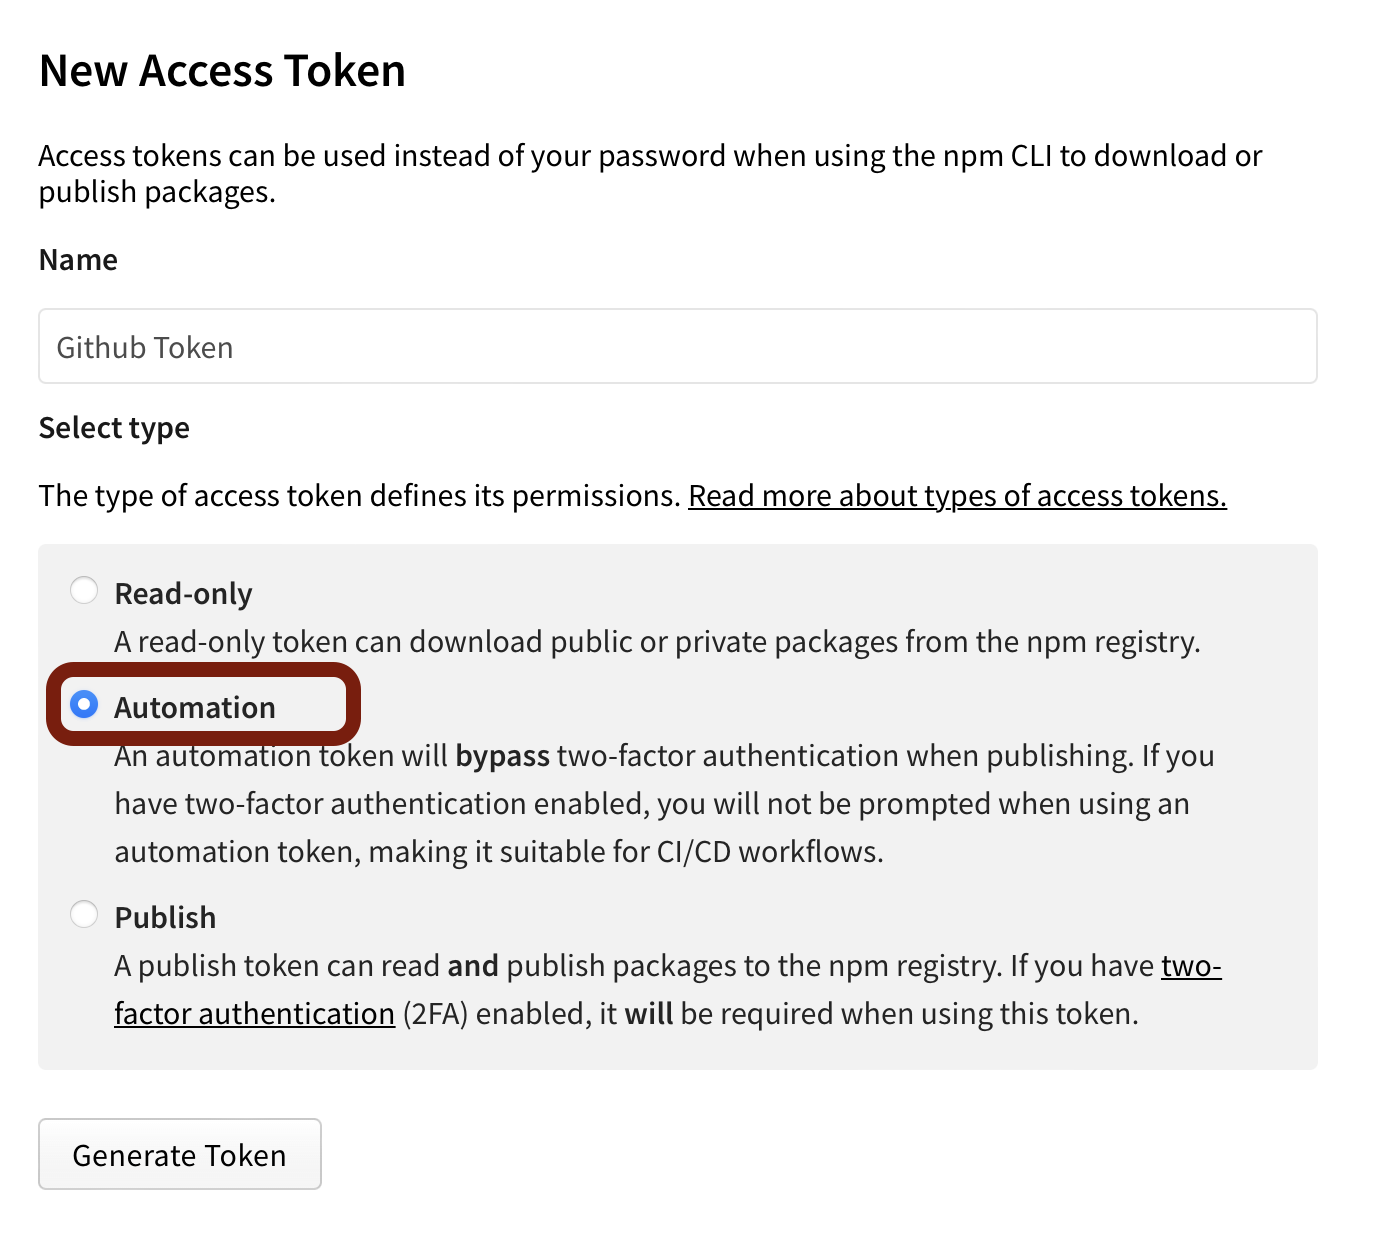 New Access Token
Access tokens can be used instead of your password when using the npm CLI to download or
publish packages.
Name
Github Token
Select type
The type of access token defines its permissions. Read more about types of access tokens.
Read-only
A read-only token can download public or private packages from the npm registry.
Automation
An automation token will bypass two-factor authentication when publishing. If you
have two-factor authentication enabled, you will not be prompted when using an
automation token, making it suitable for CI/CD workflows.
Publish
A publish token can read and publish packages to the npm registry. If you have two-
factor authentication (2FA) enabled, it will be required when using this token.
Generate Token